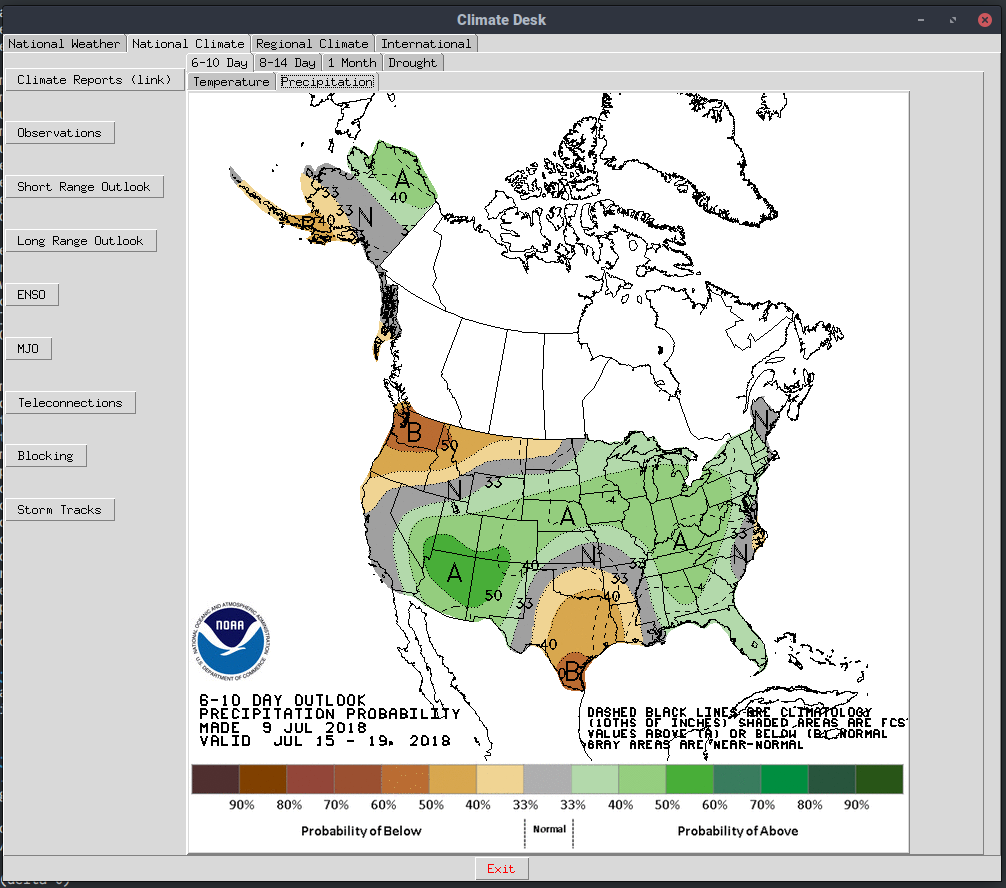 Climate Desk
National Weather National Climate Regional Climate International
6-10 Day 8-14 Day 1 Month Drought
Climate Reports (link)
Temperature Precipitation
Observations
Short Range Outlook
Long Range Outlook
ENSO
MJO
Teleconnections
Blocking
Storm Tracks
A
40
33
33
N
40
B
50
33
N
A
A
33
N
N
A
40
33
33
50
33
40
40
B
NOAA
NATIONAL OCEANIC AND ATMOSPHERIC ADMINISTRATION
U.S. DEPARTMENT OF COMMERCE
6-10 DAY OUTLOOK
PRECIPITATION PROBABILITY
MADE 9 JUL 2018
VALID JUL 15 - 19, 2018
DASHED BLACK LINES ARE CLIMATOLOGY
(10THS OF INCHES) SHADED AREAS ARE FCS
VALUES ABOVE (A) OR BELOW (B) NORMAL
GRAY AREAS ARE NEAR-NORMAL
90% 80% 70% 60% 50% 40% 33% 33% 40% 50% 60% 70% 80% 90%
Probability of Below Normal Probability of Above
Exit